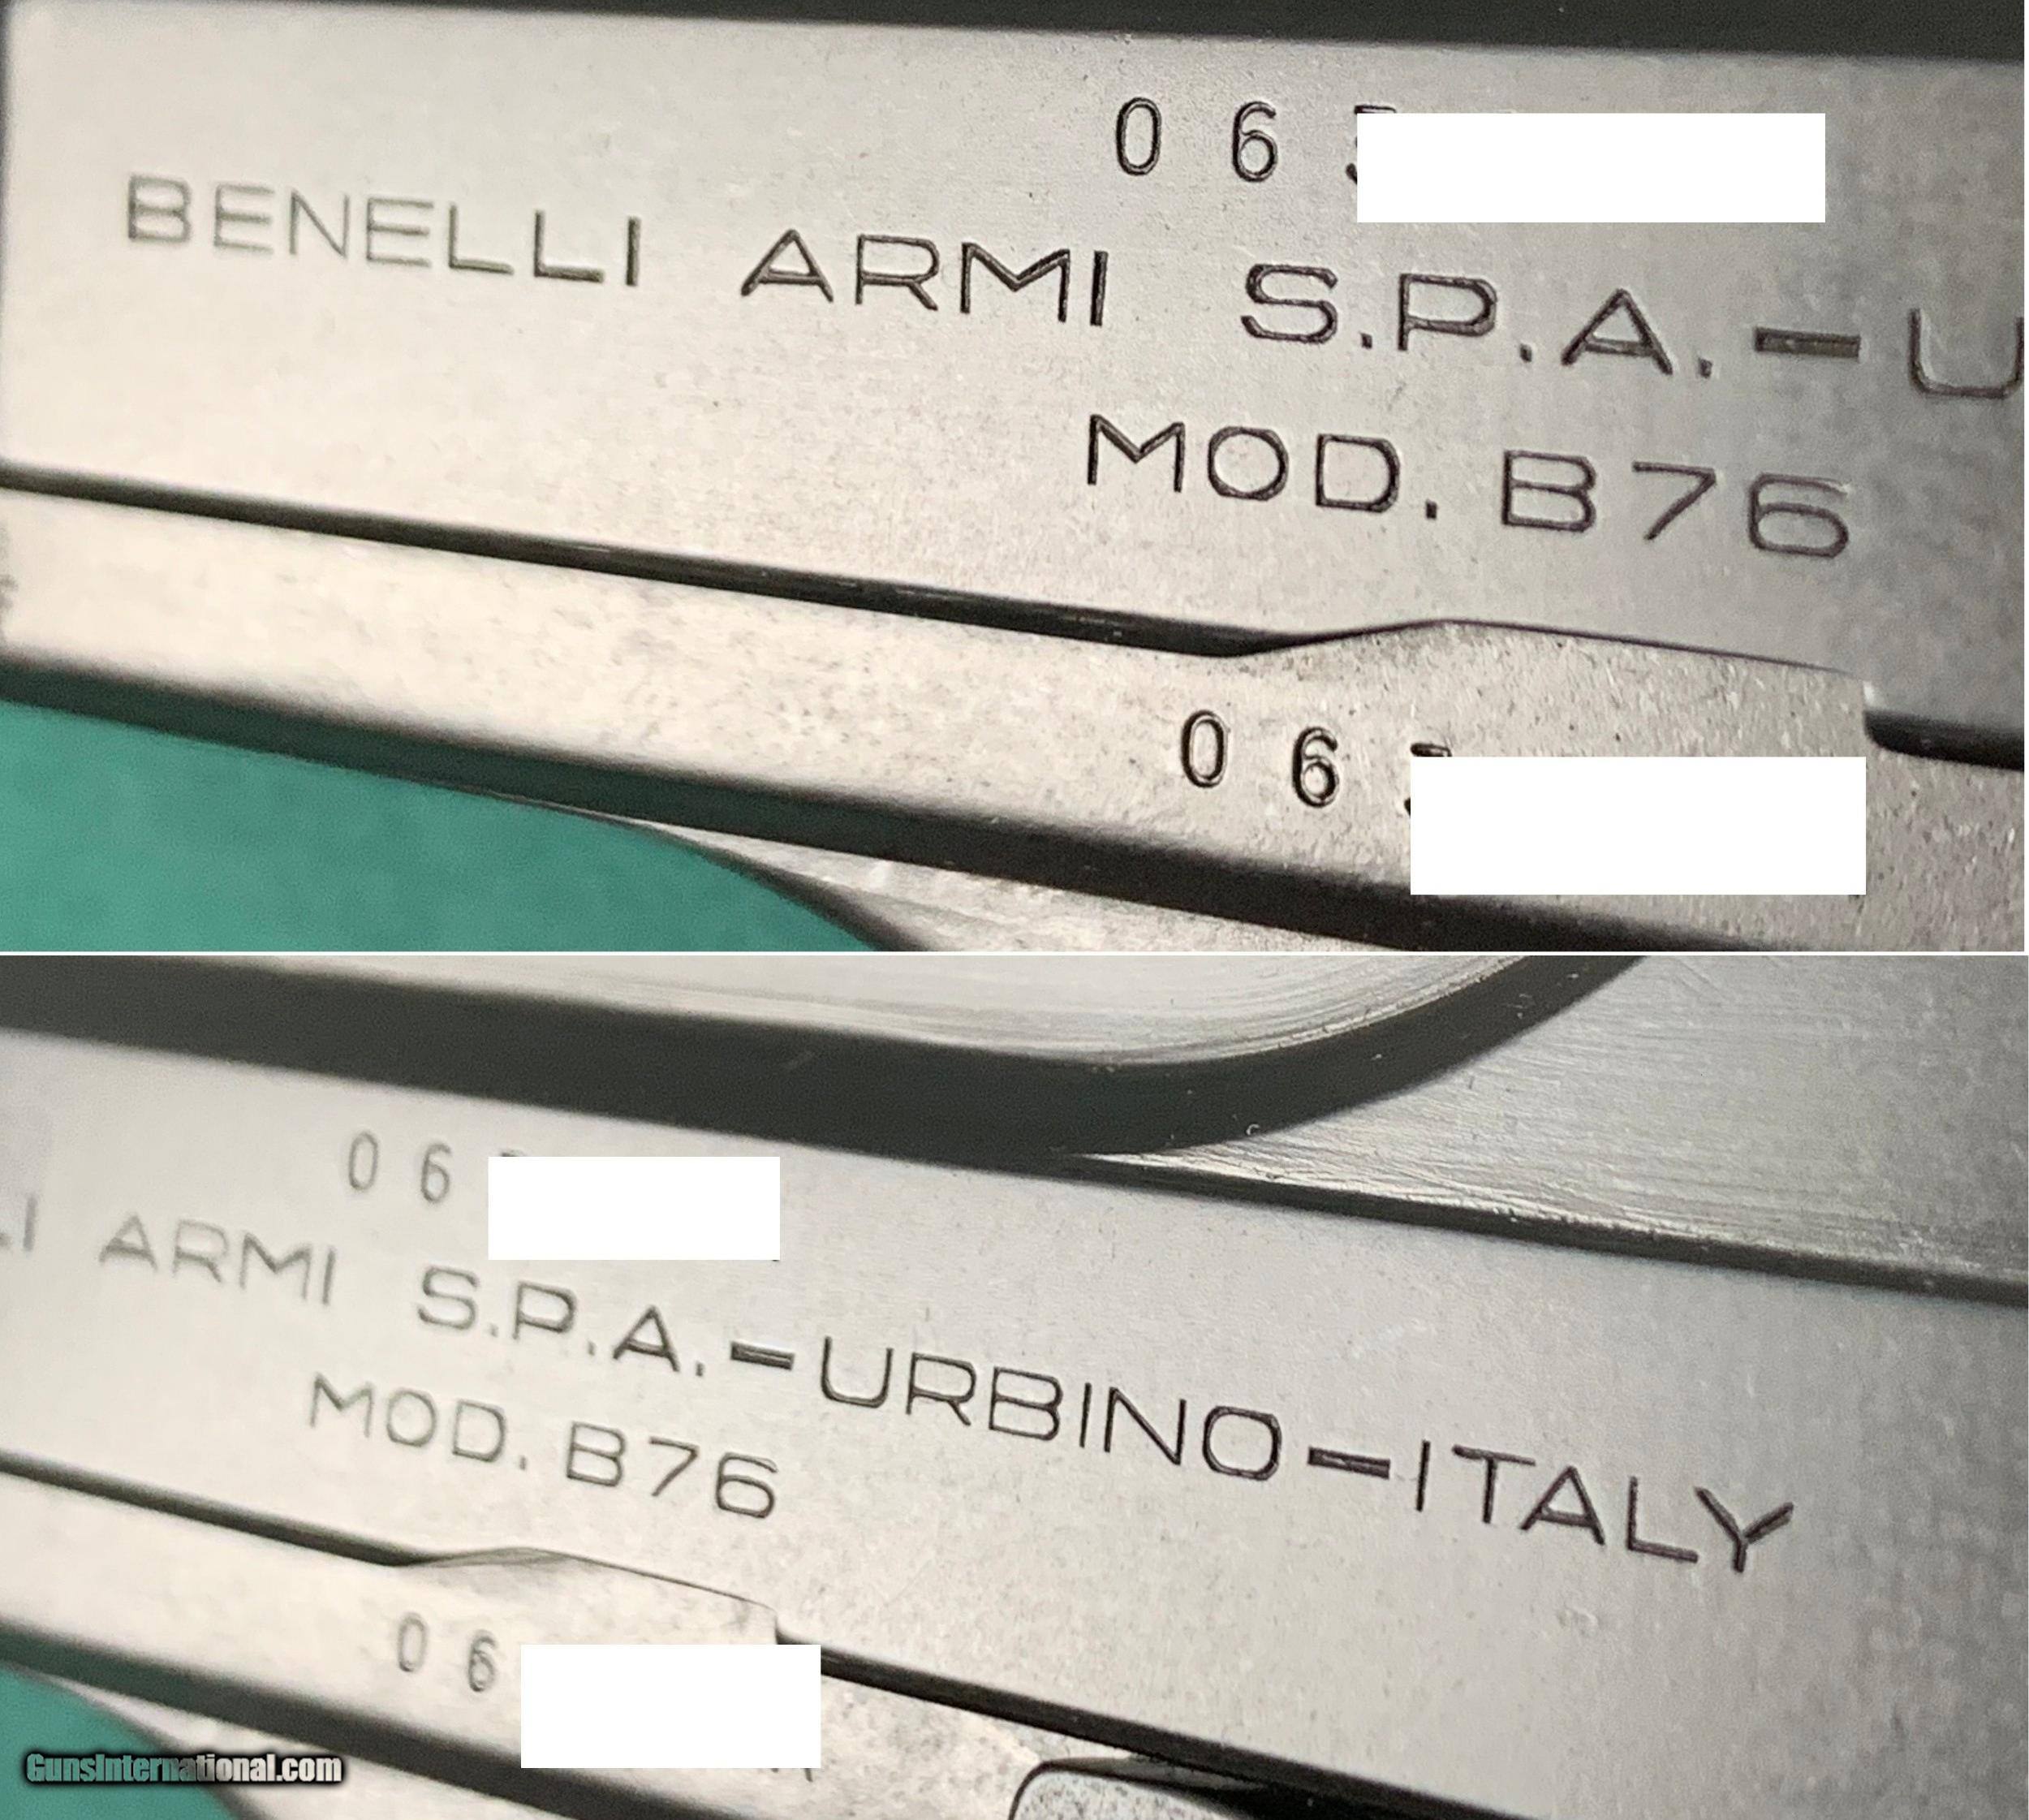 0 6
BENELLI ARMI S.P.A.-U
MOD. B76
0 6
0 6
LI ARMI S.P.A.-URBINO-ITALY
MOD. B76
0 6
GunsInternational.com